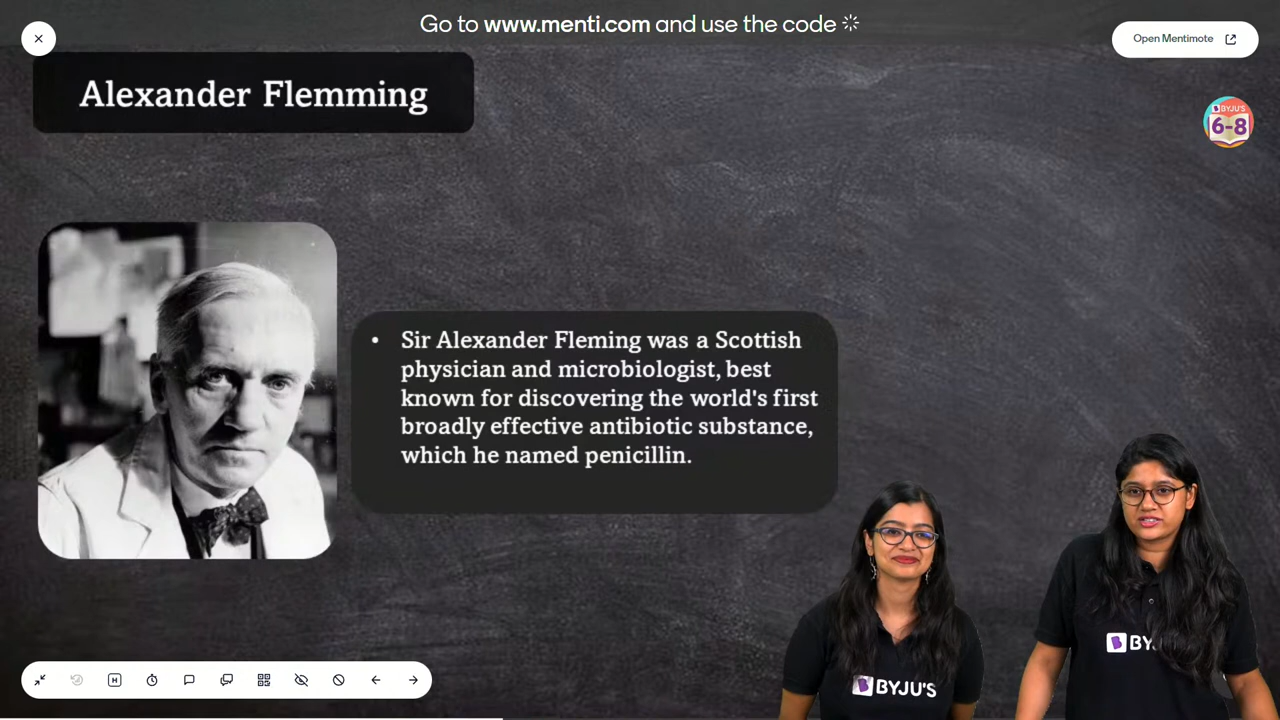 Go to www.menti.com and use the code
Open Mentimote
Alexander Flemming
BYJU'S
6-8
• Sir Alexander Fleming was a Scottish
physician and microbiologist, best
known for discovering the world's first
broadly effective antibiotic substance,
which he named penicillin.
BYJU'S
H